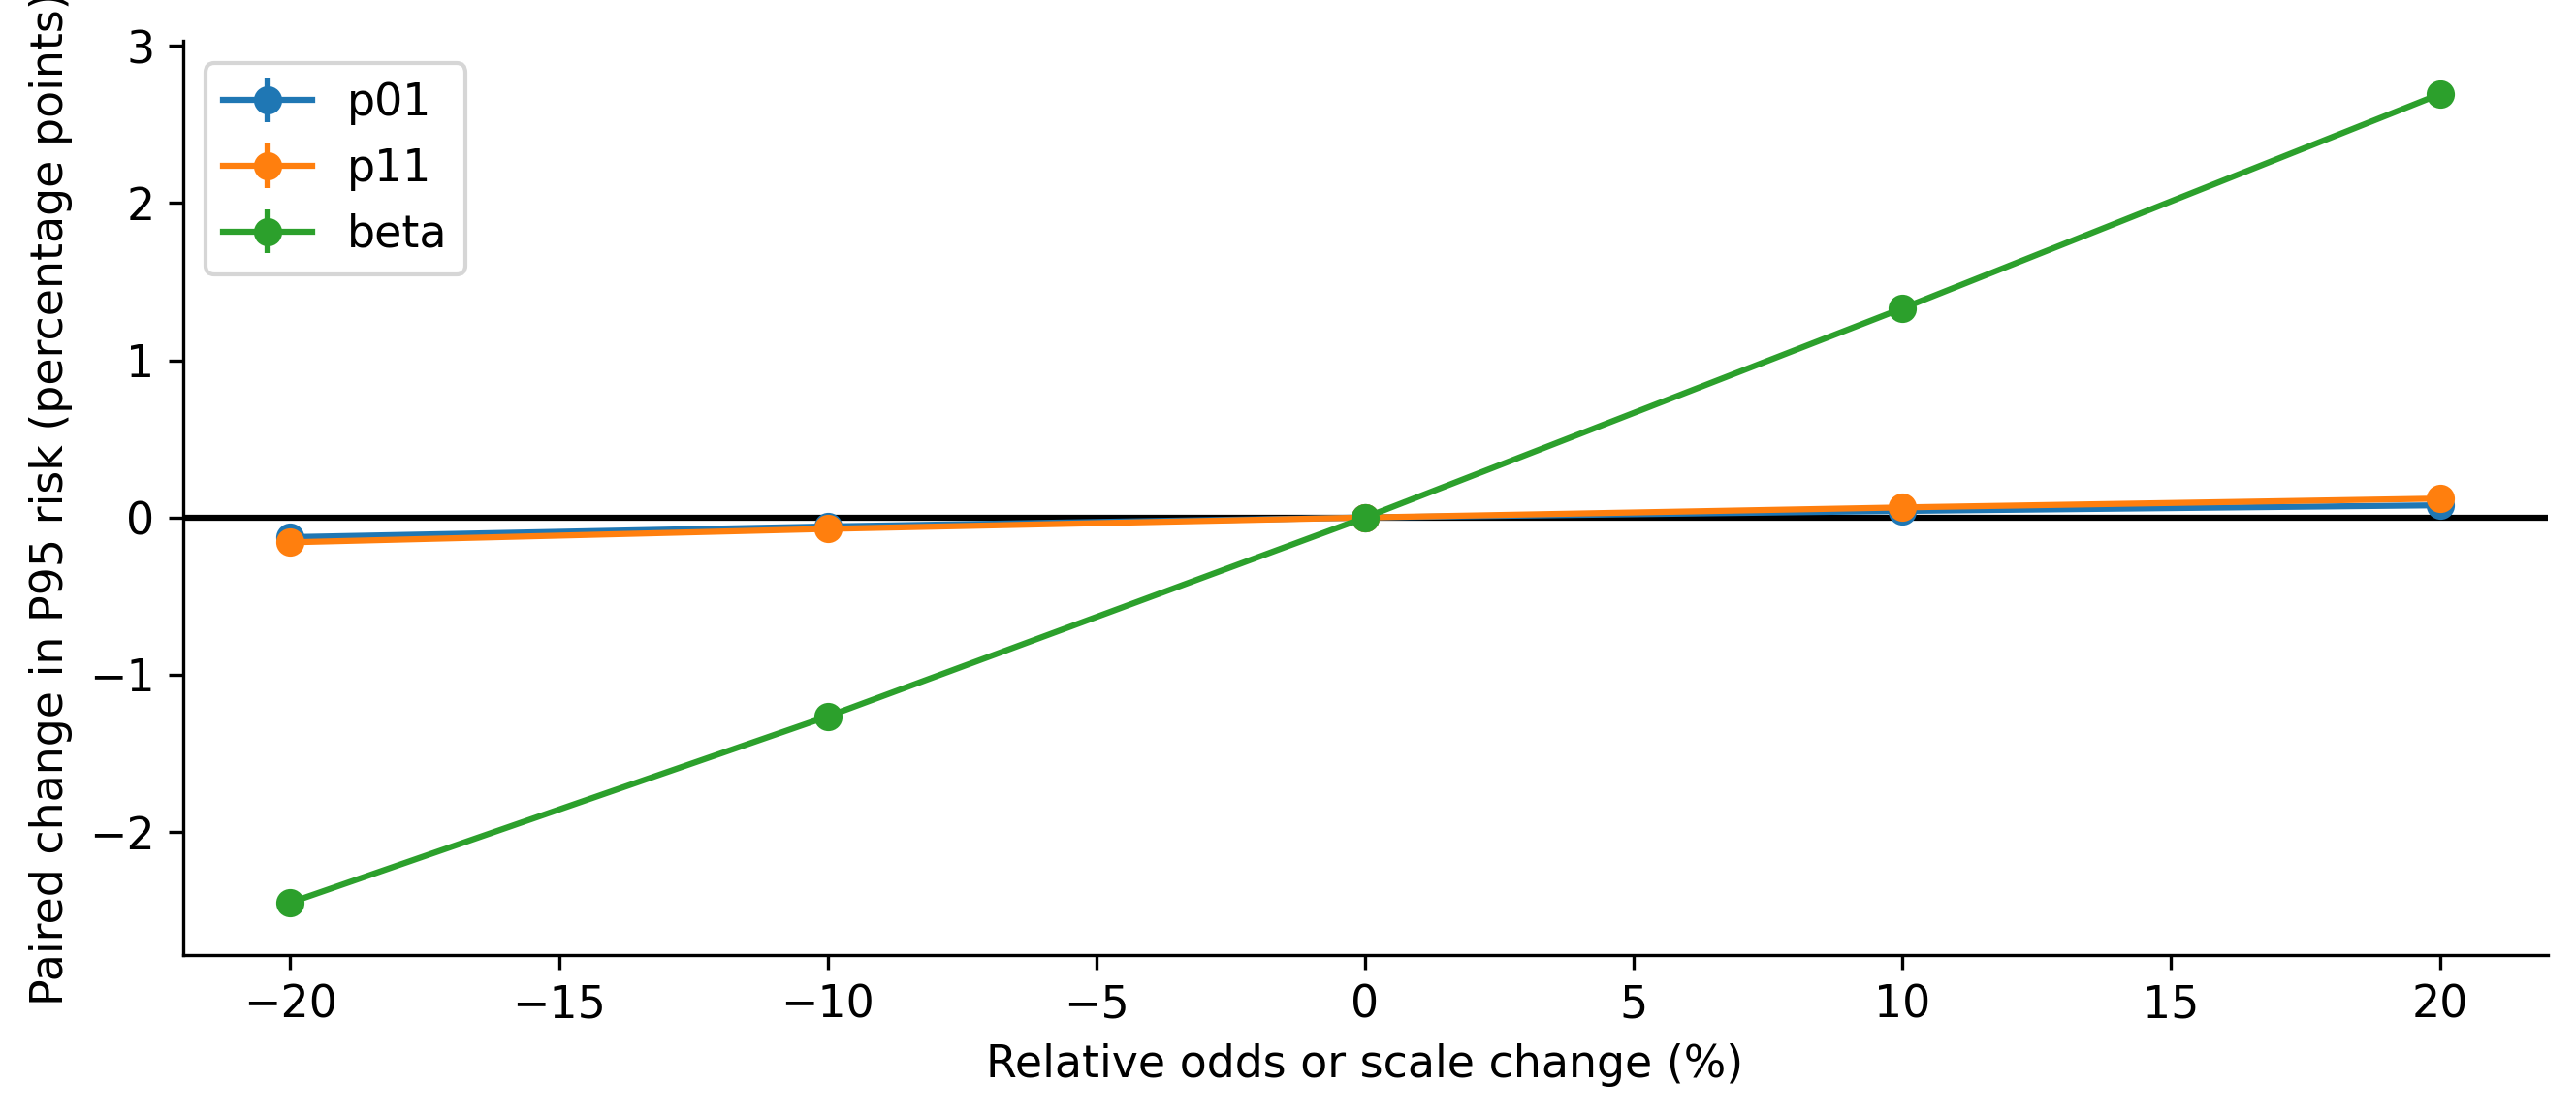 Paired change in P95 risk (percentage points)
3
2
1
0
−1
−2
p01
p11
beta
−20 −15 −10 −5 0 5 10 15 20
Relative odds or scale change (%)